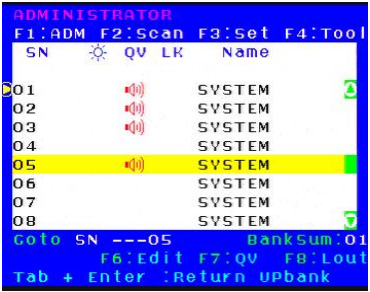 ADMINISTRATOR
F1:ADM F2:Scan F3:Set F4:Tool
SN QV LK Name
01 SYSTEM
02 SYSTEM
03 SYSTEM
04 SYSTEM
05 SYSTEM
06 SYSTEM
07 SYSTEM
08 SYSTEM
Goto SN ---05 BankSum:01
F6:Edit F7:QV F8:Lout
Tab + Enter :Return UPbank